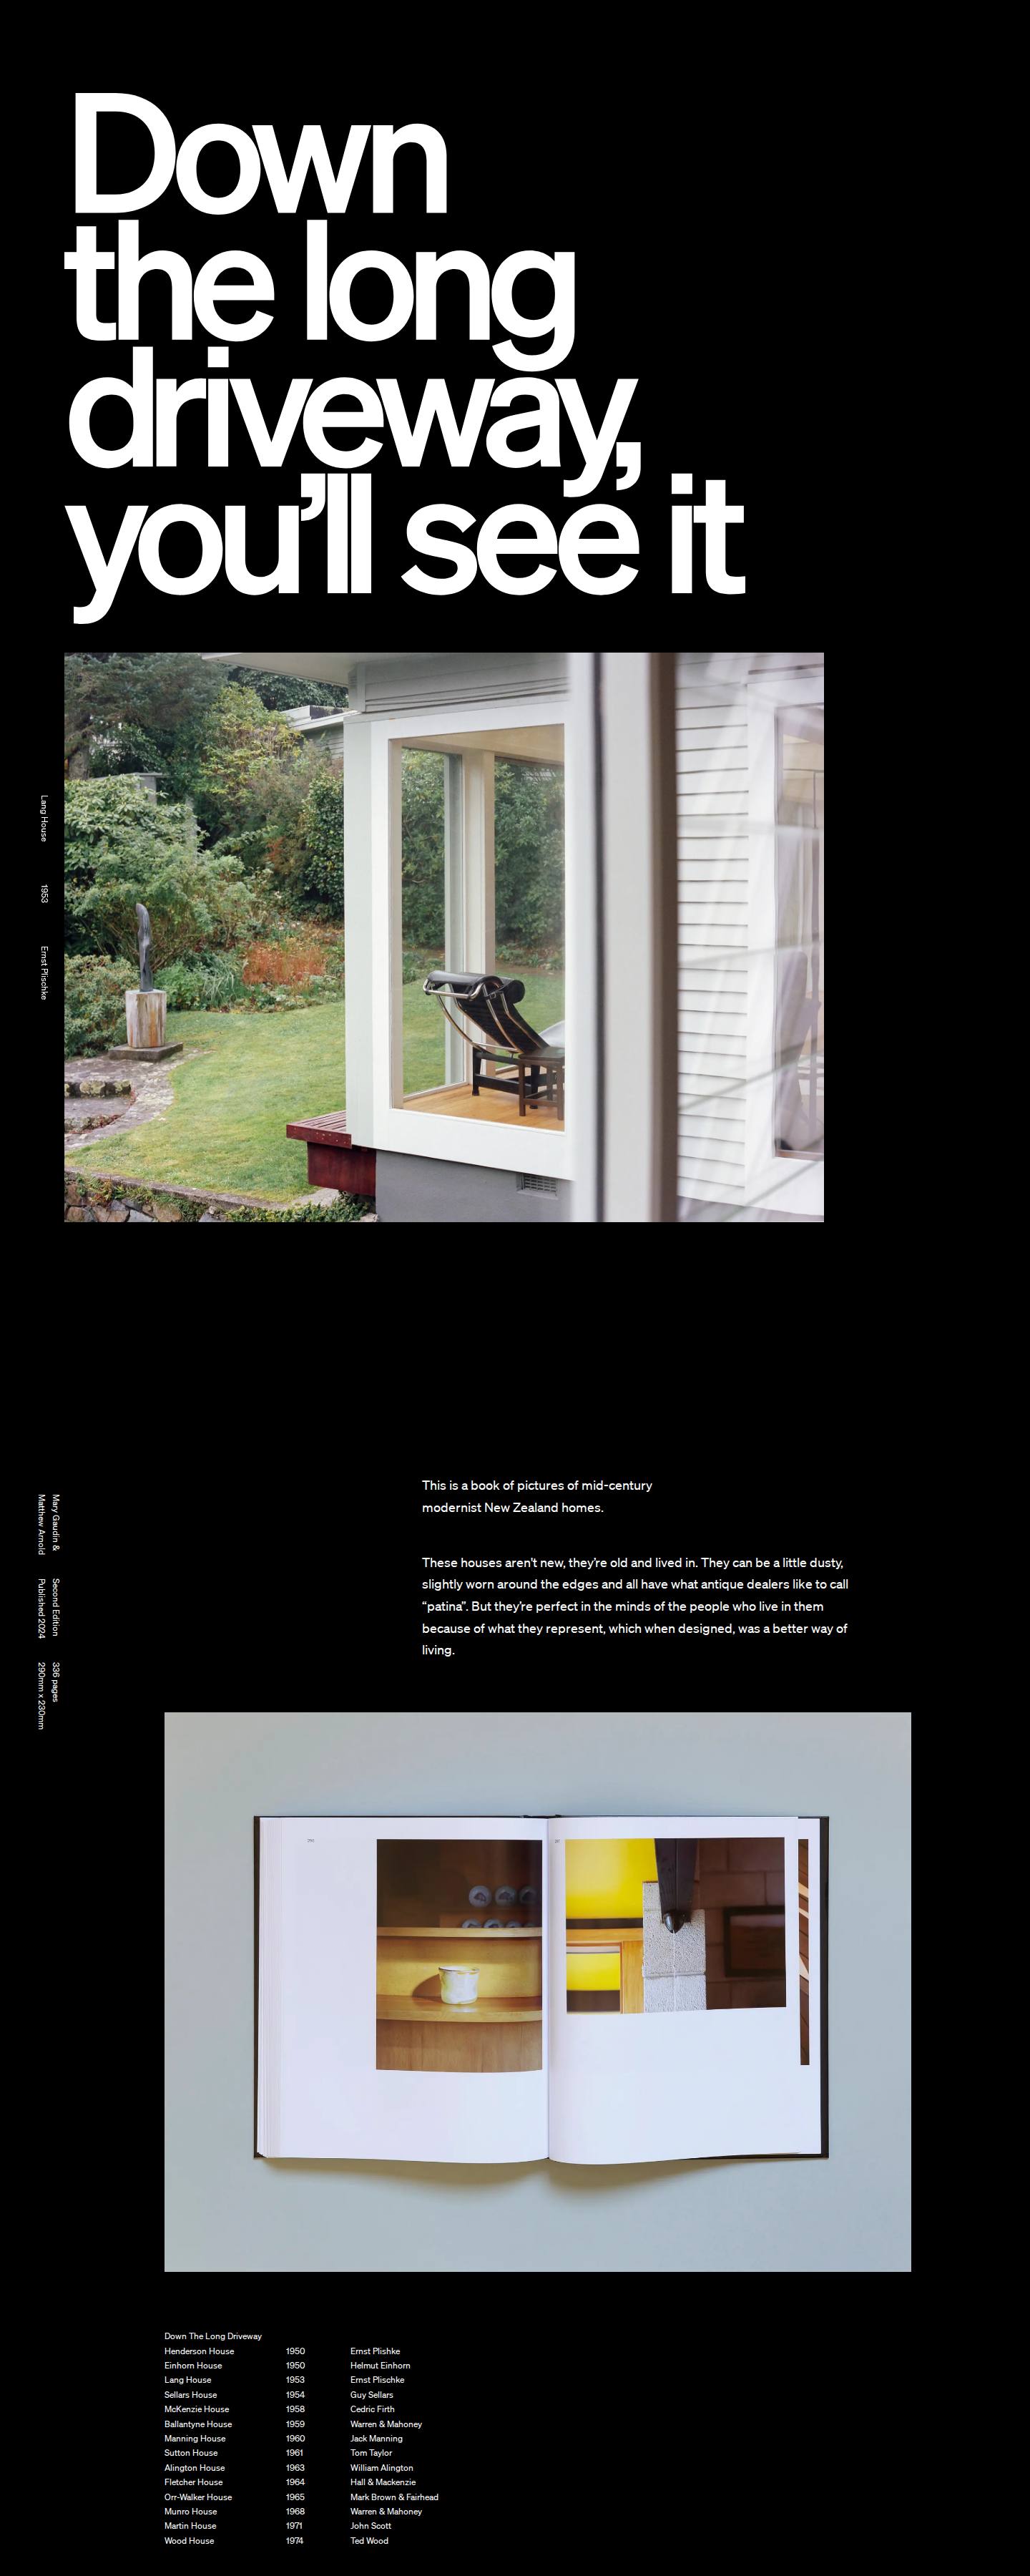 Down
the long
driveway,
you’ll see it
Lang House 1953 Ernst Plischke
Mary Gaudin & Second Edition 336 pages
Matthew Arnold Published 2024 290mm x 230mm
This is a book of pictures of mid-century
modernist New Zealand homes.
These houses aren't new, they’re old and lived in. They can be a little dusty,
slightly worn around the edges and all have what antique dealers like to call
“patina”. But they’re perfect in the minds of the people who live in them
because of what they represent, which when designed, was a better way of
living.
Down The Long Driveway
Henderson House 1950 Ernst Plishke
Einhorn House 1950 Helmut Einhorn
Lang House 1953 Ernst Plischke
Sellars House 1954 Guy Sellars
McKenzie House 1958 Cedric Firth
Ballantyne House 1959 Warren & Mahoney
Manning House 1960 Jack Manning
Sutton House 1961 Tom Taylor
Alington House 1963 William Alington
Fletcher House 1964 Hall & Mackenzie
Orr-Walker House 1965 Mark Brown & Fairhead
Munro House 1968 Warren & Mahoney
Martin House 1971 John Scott
Wood House 1974 Ted Wood